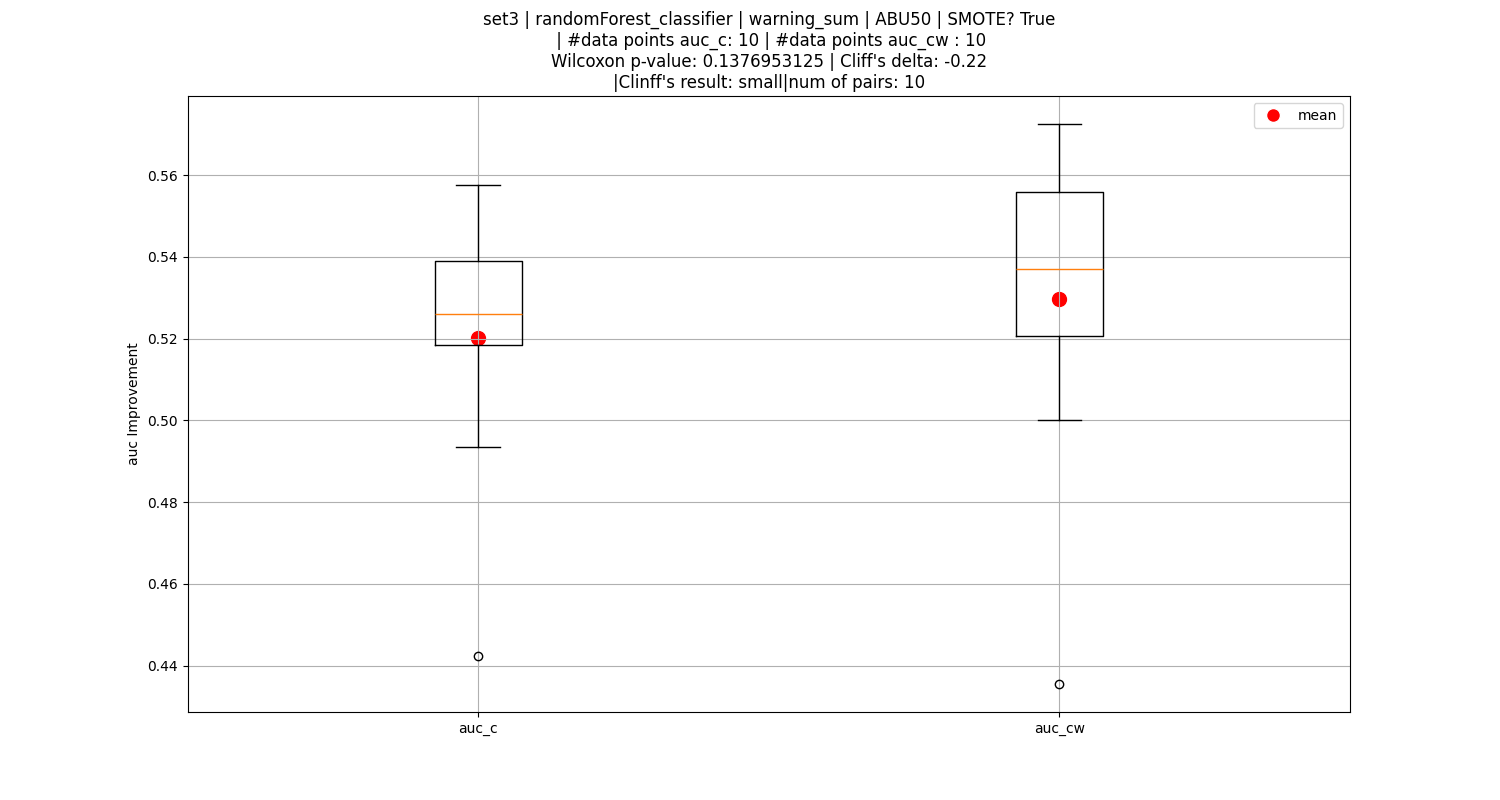 set3 | randomForest_classifier | warning_sum | ABU50 | SMOTE? True
| #data points auc_c: 10 | #data points auc_cw : 10
Wilcoxon p-value: 0.1376953125 | Cliff's delta: -0.22
|Clinff's result: small|num of pairs: 10
mean
0.56
0.54
0.52
0.50
0.48
0.46
0.44
auc Improvement
auc_c
auc_cw